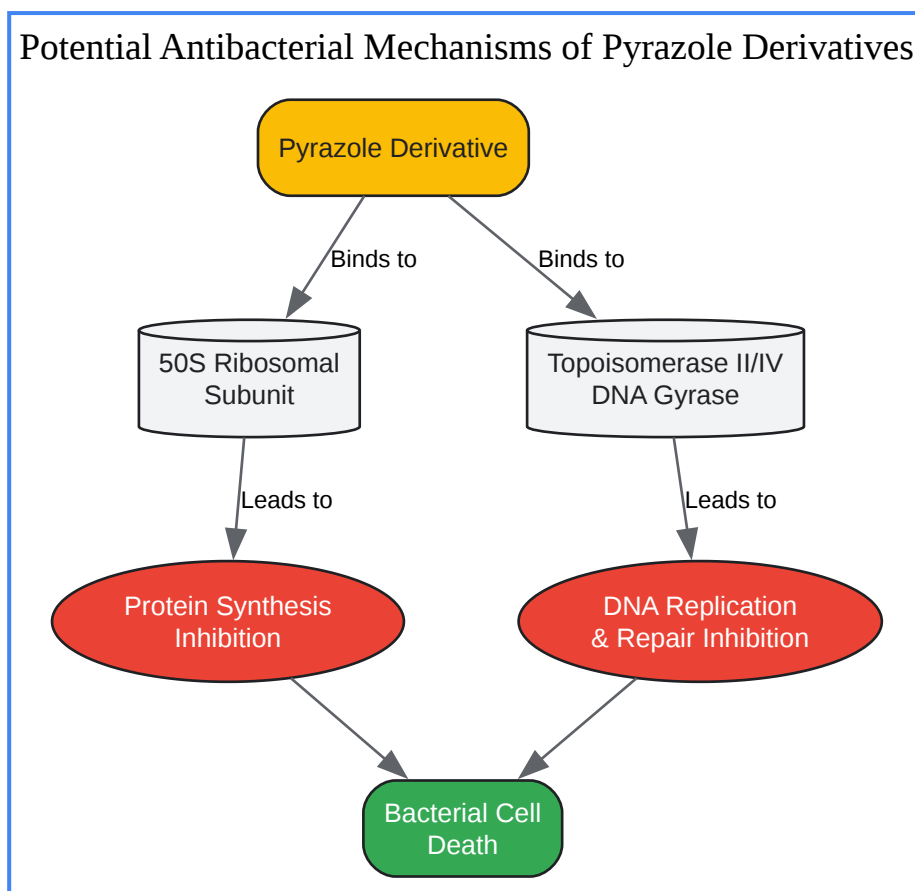 Potential Antibacterial Mechanisms of Pyrazole Derivatives
Pyrazole Derivative
Binds to
Binds to
50S Ribosomal
Subunit
Topoisomerase II/IV
DNA Gyrase
Leads to
Leads to
Protein Synthesis
Inhibition
DNA Replication
& Repair Inhibition
Bacterial Cell
Death